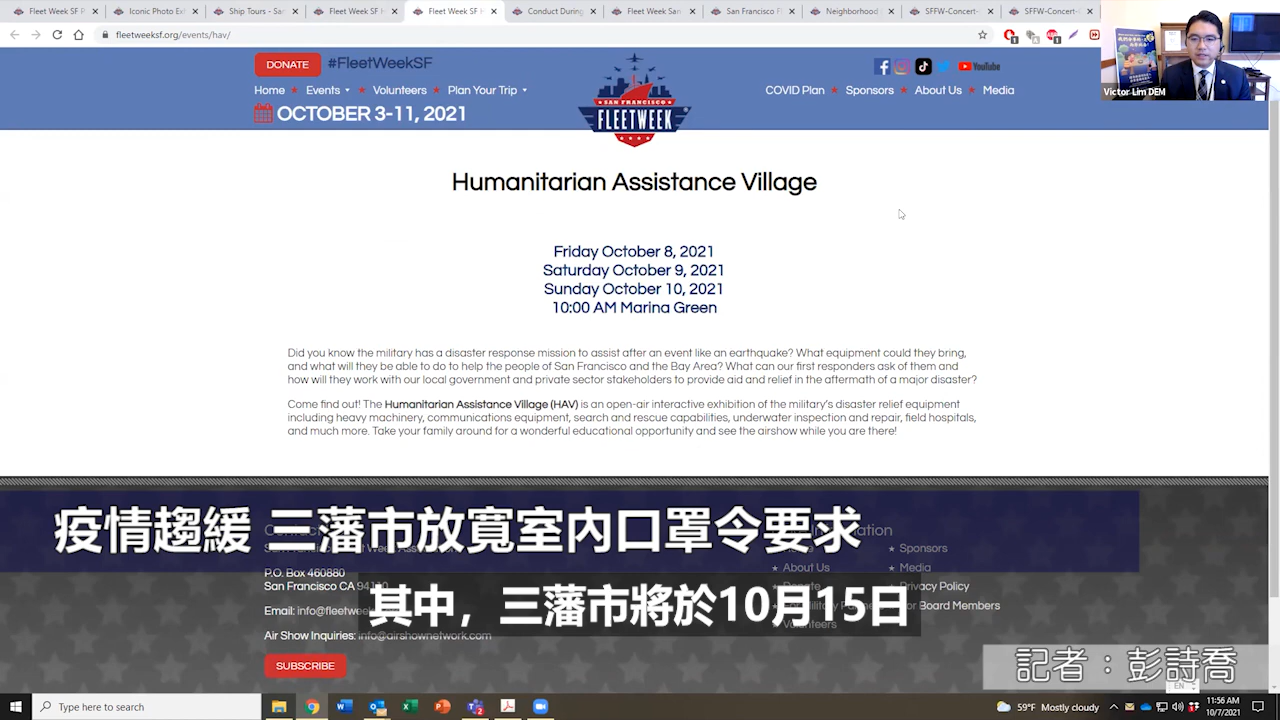 Fleet Week SF P
Iconic Photo Exh
Ship Tours - San
Fleet Week SF H
Fleet Week SF H
Conduct During
Fleet Week San
San Francisco Fl
Neighborhood
SFFW-Concert-
SFFW-Concert-
fleetweeksf.org/events/hav/
Victor Lim DEM
DONATE
#FleetWeekSF
YouTube
Home Events Volunteers Plan Your Trip
COVID Plan Sponsors About Us Media
OCTOBER 3-11, 2021
SAN FRANCISCO
FLEETWEEK
Humanitarian Assistance Village
Friday October 8, 2021
Saturday October 9, 2021
Sunday October 10, 2021
10:00 AM Marina Green
Did you know the military has a disaster response mission to assist after an event like an earthquake? What equipment could they bring,
and what will they be able to do to help the people of San Francisco and the Bay Area? What can our first responders ask of them and
how will they work with our local government and private sector stakeholders to provide aid and relief in the aftermath of a major disaster?
Come find out! The Humanitarian Assistance Village (HAV) is an open-air interactive exhibition of the military's disaster relief equipment
including heavy machinery, communications equipment, search and rescue capabilities, underwater inspection and repair, field hospitals,
and much more. Take your family around for a wonderful educational opportunity and see the airshow while you are there!
疫情趨緩 三藩市放寬室內口罩令要求
Sponsors
About Us
Media
P.O. Box 460880
San Francisco CA
Privacy Policy
其中，三藩市將於10月15日
Email: info@fleetwee
Board Members
Volunteers
Air Show Inquiries: info@airshownetwork.com
SUBSCRIBE
記者：彭詩喬
EN
Type here to search
59°F Mostly cloudy
11:56 AM
10/7/2021